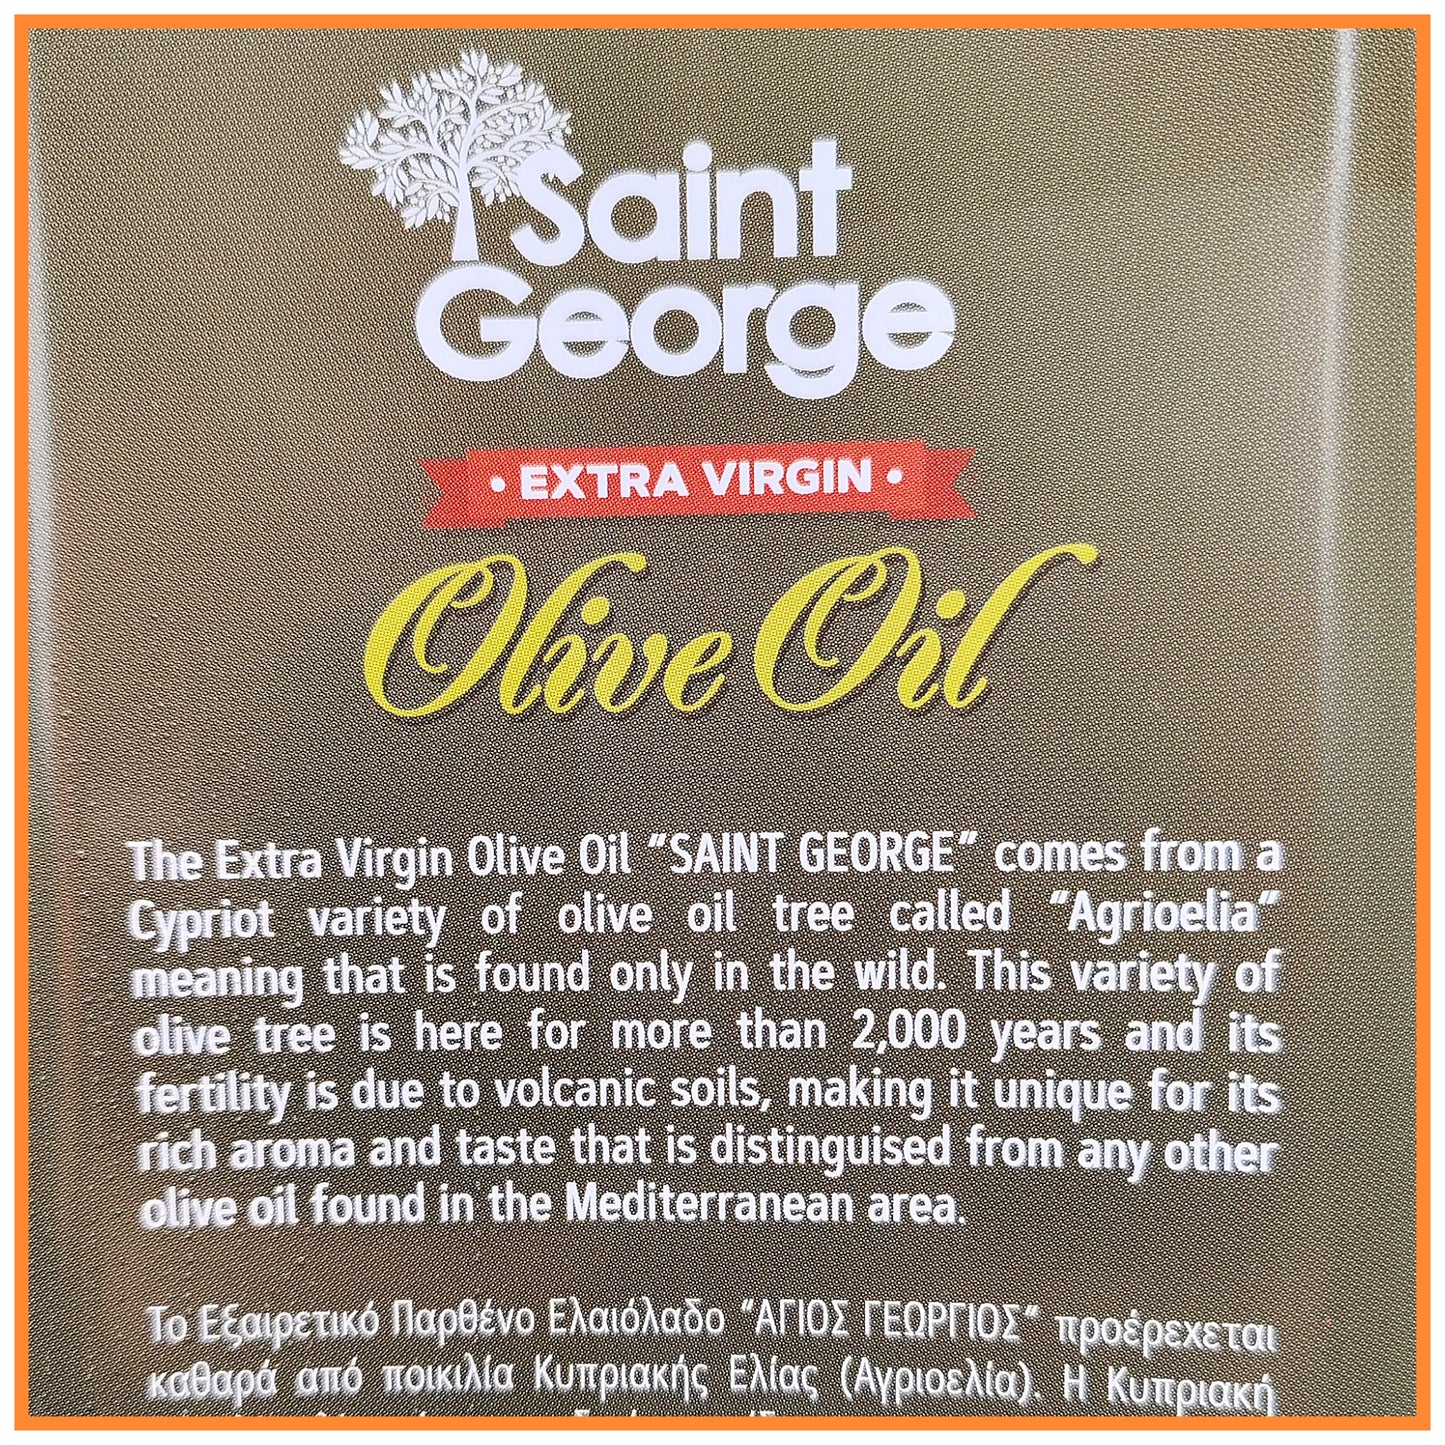 Saint
George
• EXTRA VIRGIN •
Olive Oil
The Extra Virgin Olive Oil “SAINT GEORGE” comes from a
Cypriot variety of olive oil tree called “Agrioelia”
meaning that is found only in the wild. This variety of
olive tree is here for more than 2,000 years and its
fertility is due to volcanic soils, making it unique for its
rich aroma and taste that is distinguised from any other
olive oil found in the Mediterranean area.
Το Εξαιρετικό Παρθένο Ελαιόλαδο “ΑΓΙΟΣ ΓΕΩΡΓΙΟΣ“ προέρεχεται
καθαρά από ποικιλία Κυπριακής Ελίας (Αγριοελία). Η Κυπριακή